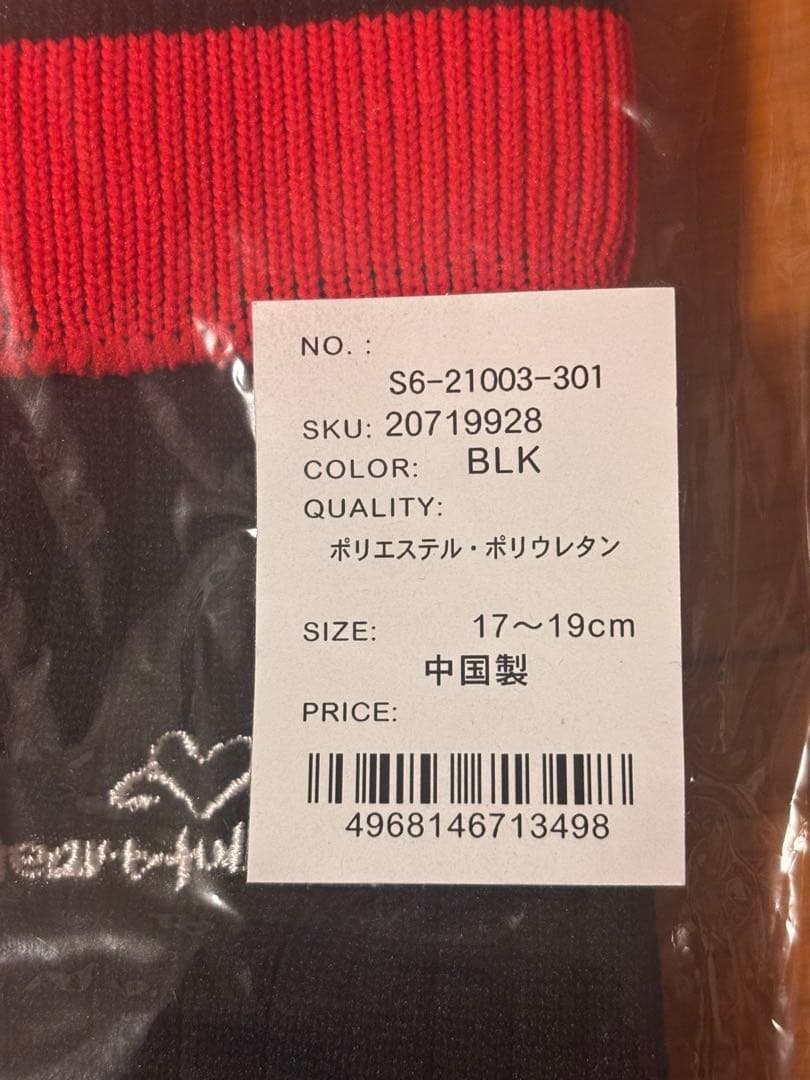 NO. :
S6-21003-301
SKU: 20719928
COLOR: BLK
QUALITY:
ポリエステル・ポリウレタン
SIZE: 17〜19cm
中国製
PRICE:
4968146713498